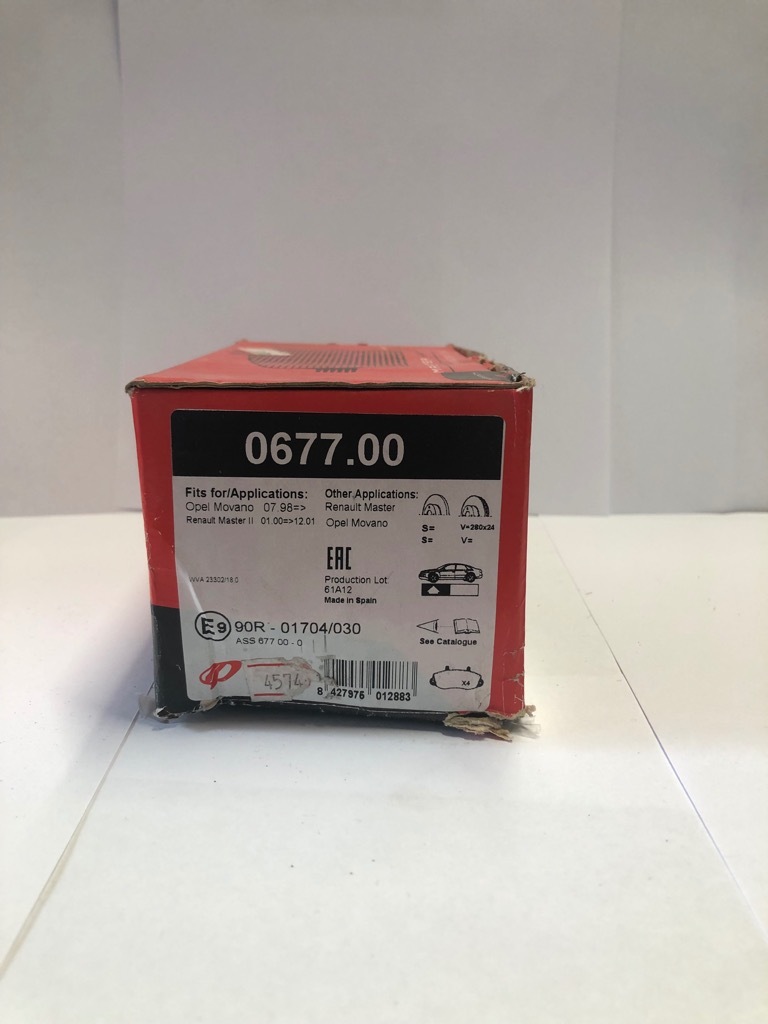 0677.00
Fits for/Applications:
Opel Movano 07.98=>
Renault Master II 01.00=>12.01
Other Applications:
Renault Master
Opel Movano
S= V=280x24
S= V=
EAC
WVA 23302/18.0
Production Lot
61A12
Made in Spain
E9 90R - 01704/030
ASS 677 00 - 0
See Catalogue
4574
x4
8 427976 012883